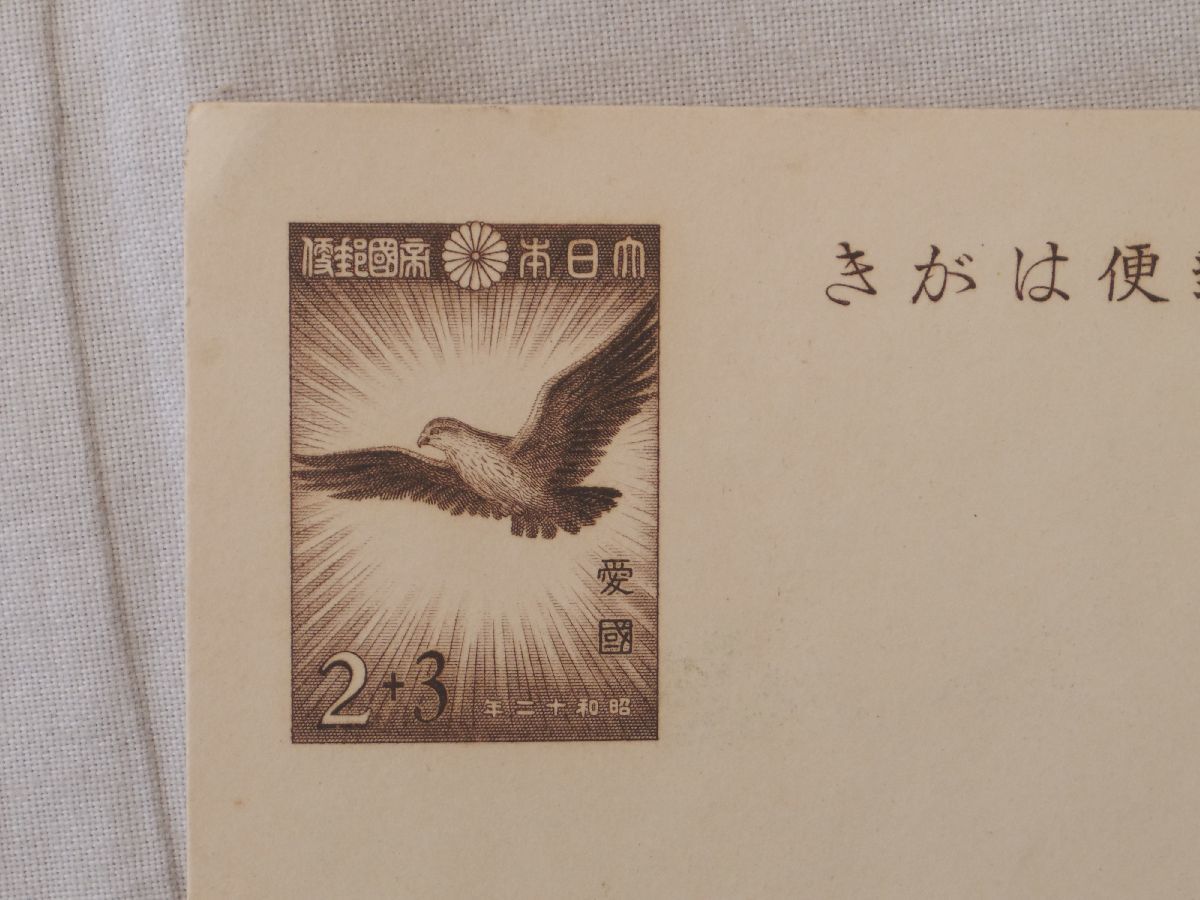 大日本帝國郵便
愛國
2+3
昭和十二年
便はがき